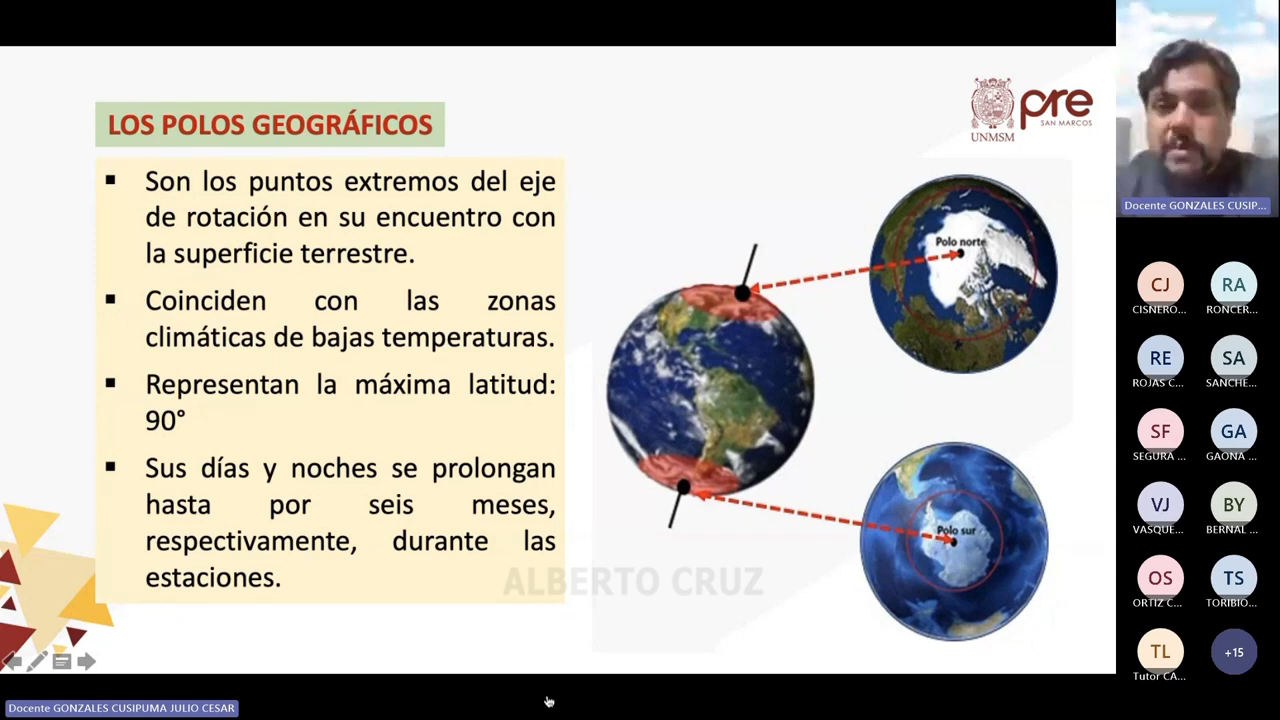 LOS POLOS GEOGRÁFICOS
▪ Son los puntos extremos del eje
de rotación en su encuentro con
la superficie terrestre.
▪ Coinciden con las zonas
climáticas de bajas temperaturas.
▪ Representan la máxima latitud:
90°
▪ Sus días y noches se prolongan
hasta por seis meses,
respectivamente, durante las
estaciones.
UNMSM
pre
SAN MARCOS
Polo norte
Polo sur
ALBERTO CRUZ
Docente GONZALES CUSIPUMA JULIO CESAR
Docente GONZALES CUSIP...
CJ
CISNERO...
RA
RONCER...
RE
ROJAS C...
SA
SANCHE...
SF
SEGURA ...
GA
GAONA ...
VJ
VASQUE...
BY
BERNAL ...
OS
ORTIZ C...
TS
TORIBIO...
TL
Tutor CA...
+15